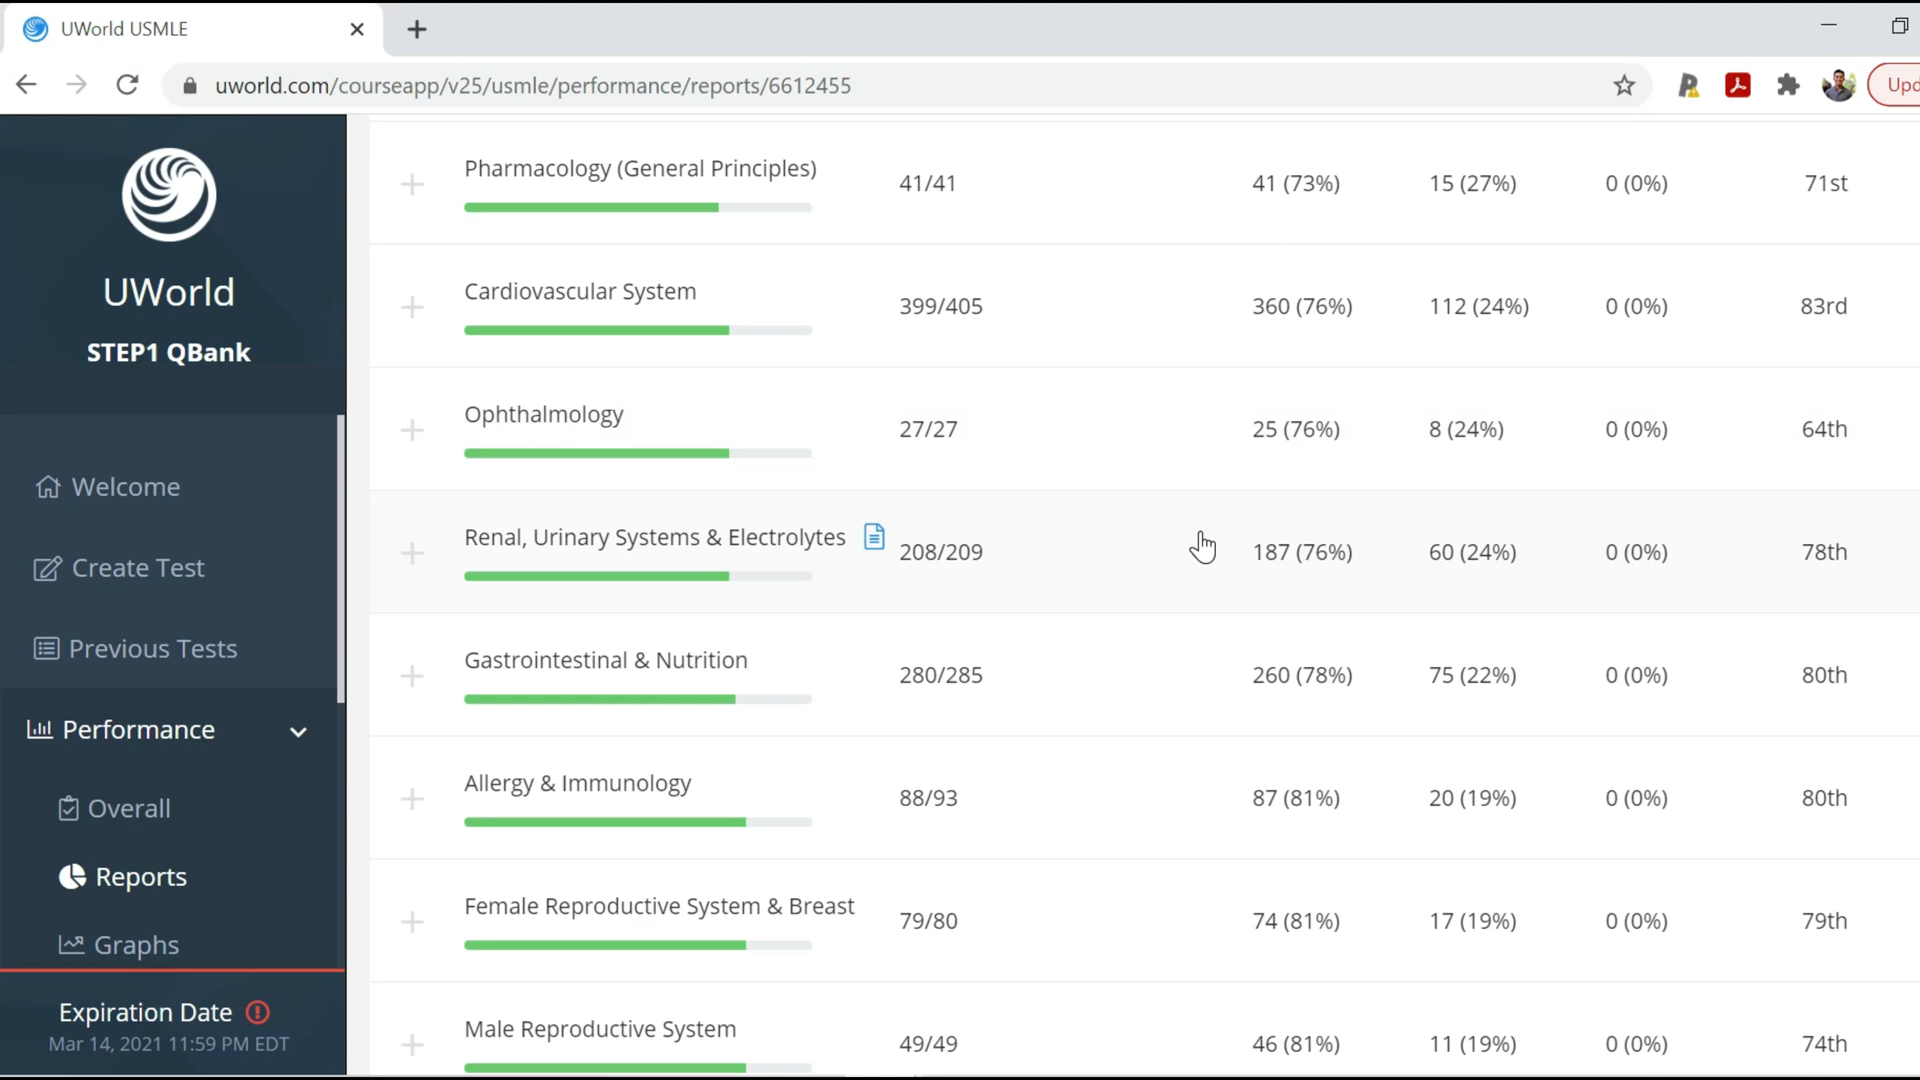 UWorld USMLE
uworld.com/courseapp/v25/usmle/performance/reports/6612455
Upd
UWorld
STEP1 QBank
Welcome
Create Test
Previous Tests
Performance
Overall
Reports
Graphs
Expiration Date
Mar 14, 2021 11:59 PM EDT
Pharmacology (General Principles) 41/41 41 (73%) 15 (27%) 0 (0%) 71st
Cardiovascular System 399/405 360 (76%) 112 (24%) 0 (0%) 83rd
Ophthalmology 27/27 25 (76%) 8 (24%) 0 (0%) 64th
Renal, Urinary Systems & Electrolytes 208/209 187 (76%) 60 (24%) 0 (0%) 78th
Gastrointestinal & Nutrition 280/285 260 (78%) 75 (22%) 0 (0%) 80th
Allergy & Immunology 88/93 87 (81%) 20 (19%) 0 (0%) 80th
Female Reproductive System & Breast 79/80 74 (81%) 17 (19%) 0 (0%) 79th
Male Reproductive System 49/49 46 (81%) 11 (19%) 0 (0%) 74th